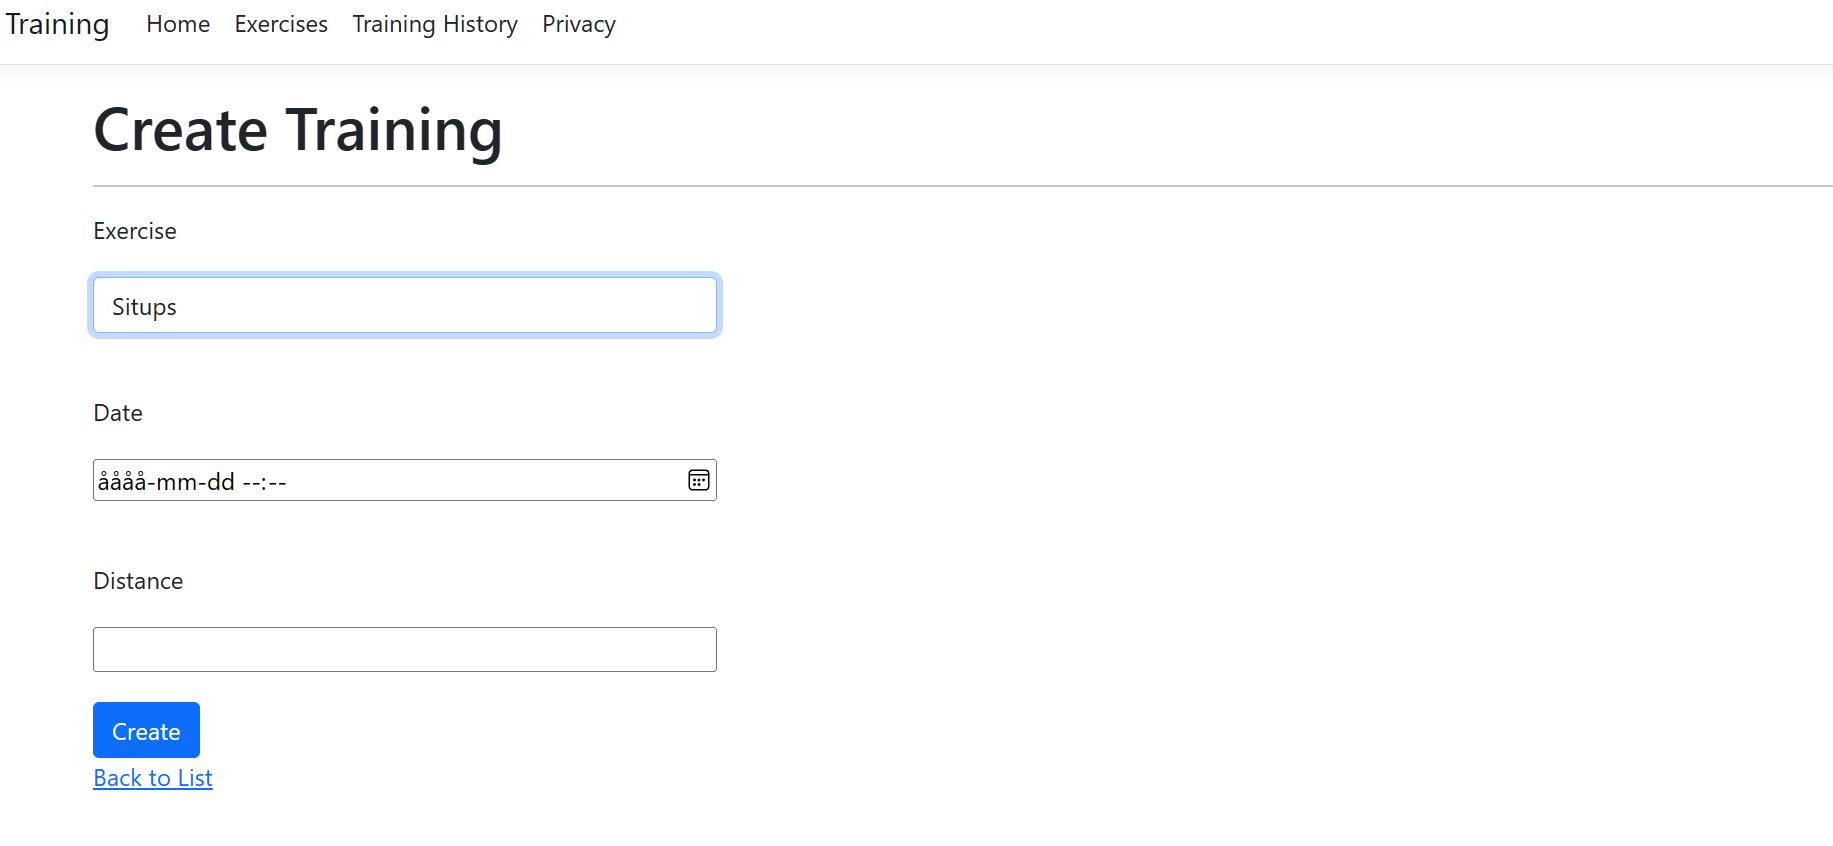 Training Home Exercises Training History Privacy
Create Training
Exercise
Situps
Date
åååå-mm-dd --:--
Distance
Create
Back to List